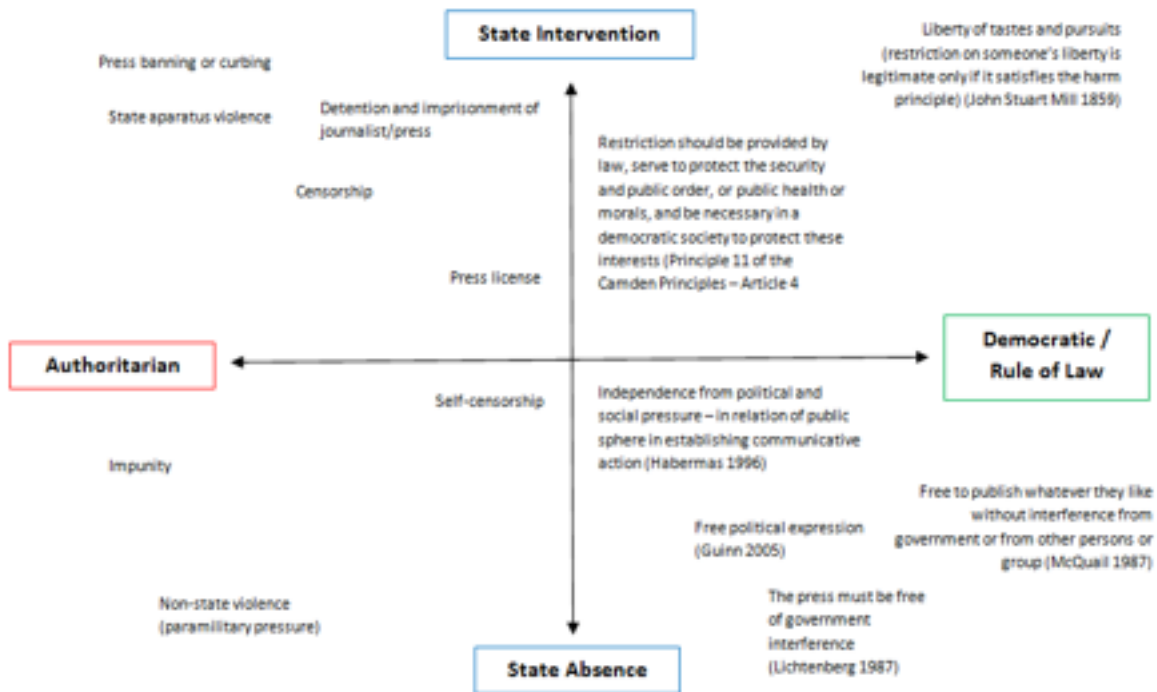 State Intervention
Press banning or curbing
State aparatus violence
Detention and imprisonment of
journalist/press
Censorship
Press license
Liberty of tastes and pursuits
(restriction on someone's liberty is
legitimate only if it satisfies the harm
principle) (John Stuart Mill 1859)
Restriction should be provided by
law, serve to protect the security
and public order, or public health or
morals, and be necessary in a
democratic society to protect these
interests (Principle 11 of the
Camden Principles – Article 4
Authoritarian
Democratic /
Rule of Law
Self-censorship
Impunity
Non-state violence
(paramilitary pressure)
Independence from political and
social pressure – in relation of public
sphere in establishing communicative
action (Habermas 1996)
Free political expression
(Guinn 2005)
Free to publish whatever they like
without interference from
government or from other persons or
group (McQuail 1987)
The press must be free
of government
interference
(Lichtenberg 1987)
State Absence